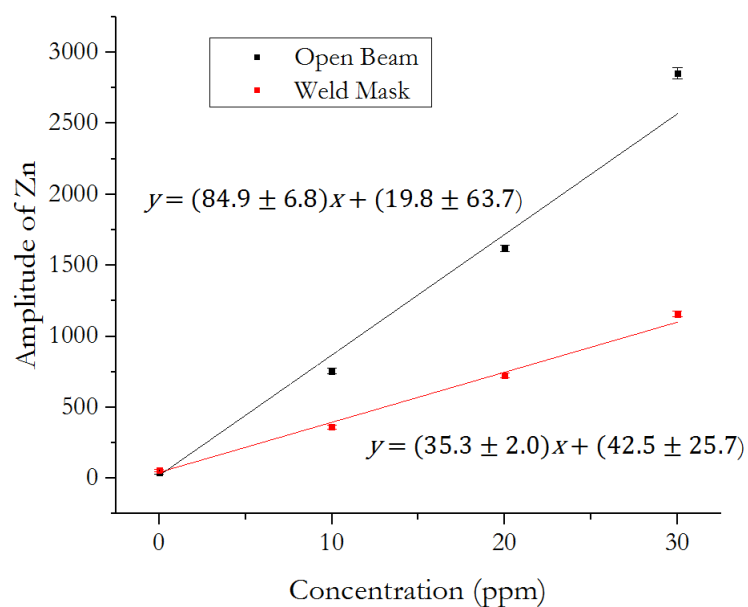 3000
2500
2000
1500
1000
500
0
Amplitude of Zn
Open Beam
Weld Mask
y = (84.9 ± 6.8)x + (19.8 ± 63.7)
y = (35.3 ± 2.0)x + (42.5 ± 25.7)
0 10 20 30
Concentration (ppm)